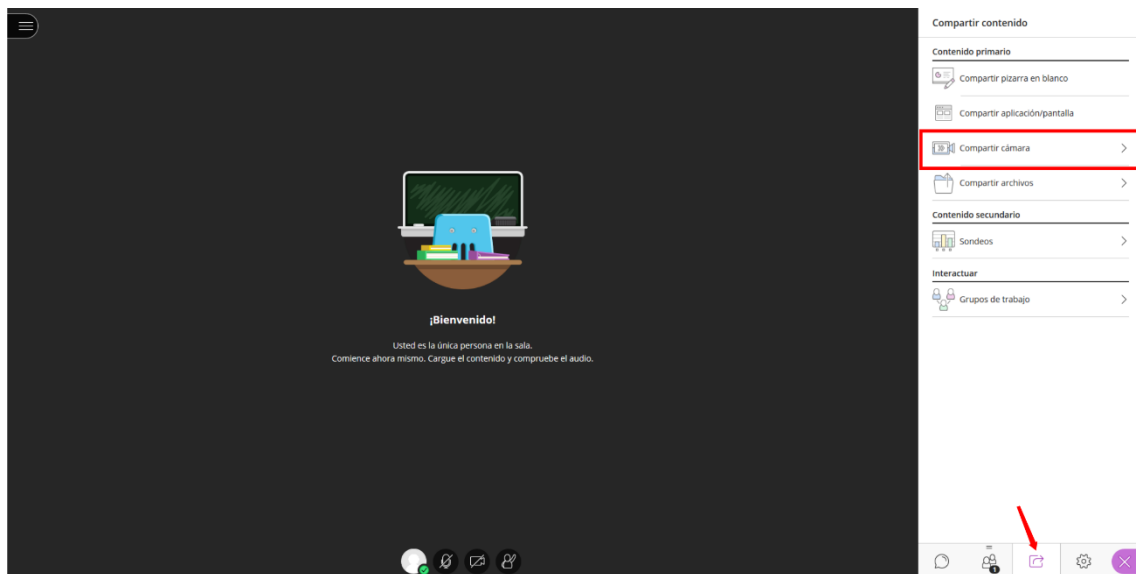 Compartir contenido
Contenido primario
Compartir pizarra en blanco
Compartir aplicación/pantalla
Compartir cámara
Compartir archivos
Contenido secundario
Sondeos
Interactuar
Grupos de trabajo
¡Bienvenido!
Usted es la única persona en la sala.
Comience ahora mismo. Cargue el contenido y compruebe el audio.
1